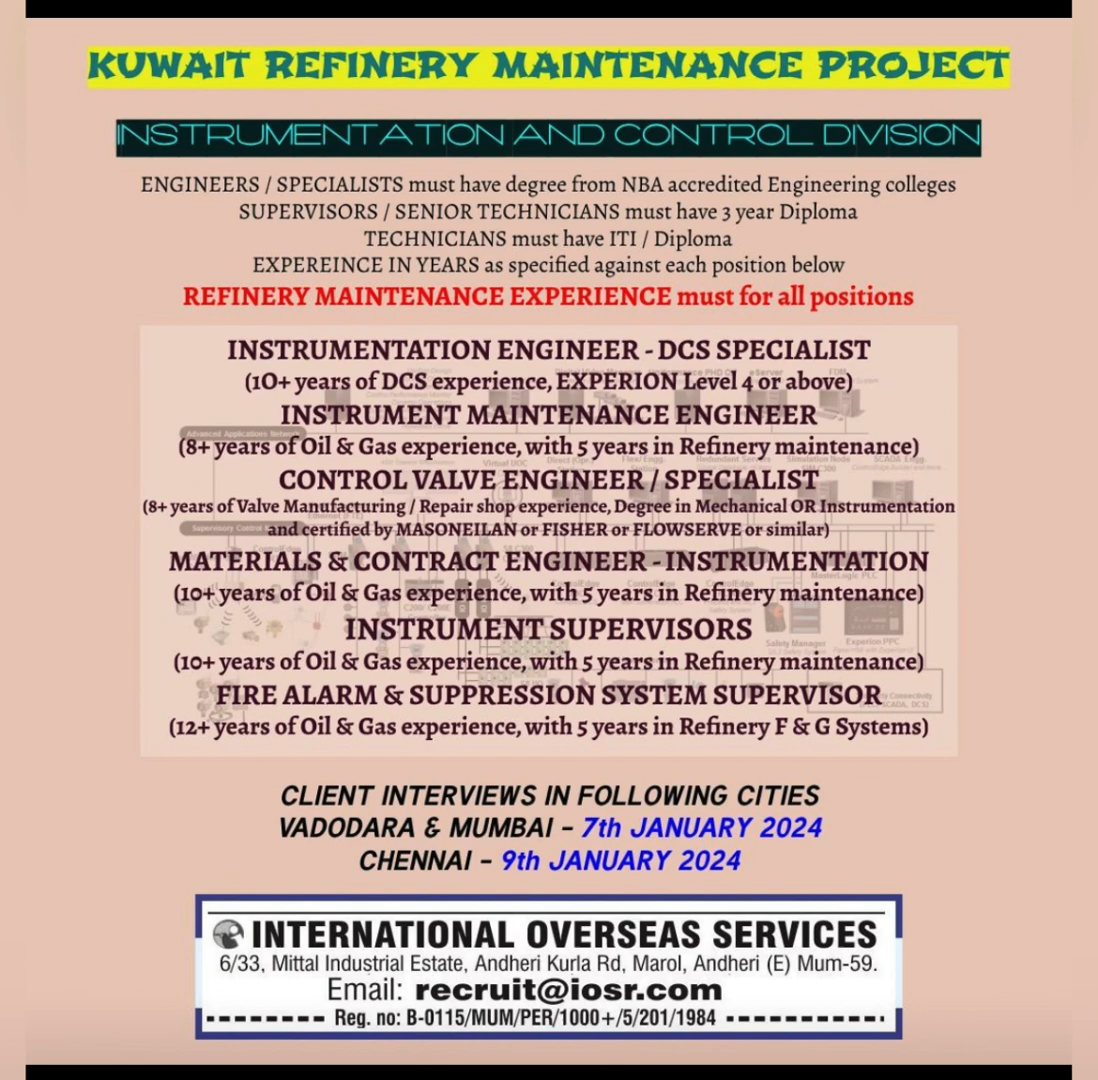 KUWAIT REFINERY MAINTENANCE PROJECT
INSTRUMENTATION AND CONTROL DIVISION
ENGINEERS / SPECIALISTS must have degree from NBA accredited Engineering colleges
SUPERVISORS / SENIOR TECHNICIANS must have 3 year Diploma
TECHNICIANS must have ITI / Diploma
EXPEREINCE IN YEARS as specified against each position below
REFINERY MAINTENANCE EXPERIENCE must for all positions
INSTRUMENTATION ENGINEER - DCS SPECIALIST
(10+ years of DCS experience, EXPERION Level 4 or above)
INSTRUMENT MAINTENANCE ENGINEER
(8+ years of Oil & Gas experience, with 5 years in Refinery maintenance)
CONTROL VALVE ENGINEER / SPECIALIST
(8+ years of Valve Manufacturing / Repair shop experience, Degree in Mechanical OR Instrumentation
and certified by MASONEILAN or FISHER or FLOWSERVE or similar)
MATERIALS & CONTRACT ENGINEER - INSTRUMENTATION
(10+ years of Oil & Gas experience, with 5 years in Refinery maintenance)
INSTRUMENT SUPERVISORS
(10+ years of Oil & Gas experience, with 5 years in Refinery maintenance)
FIRE ALARM & SUPPRESSION SYSTEM SUPERVISOR
(12+ years of Oil & Gas experience, with 5 years in Refinery F & G Systems)
CLIENT INTERVIEWS IN FOLLOWING CITIES
VADODARA & MUMBAI - 7th JANUARY 2024
CHENNAI - 9th JANUARY 2024
INTERNATIONAL OVERSEAS SERVICES
6/33, Mittal Industrial Estate, Andheri Kurla Rd, Marol, Andheri (E) Mum-59.
Email: recruit@iosr.com
Reg. no: B-0115/MUM/PER/1000+/5/201/1984